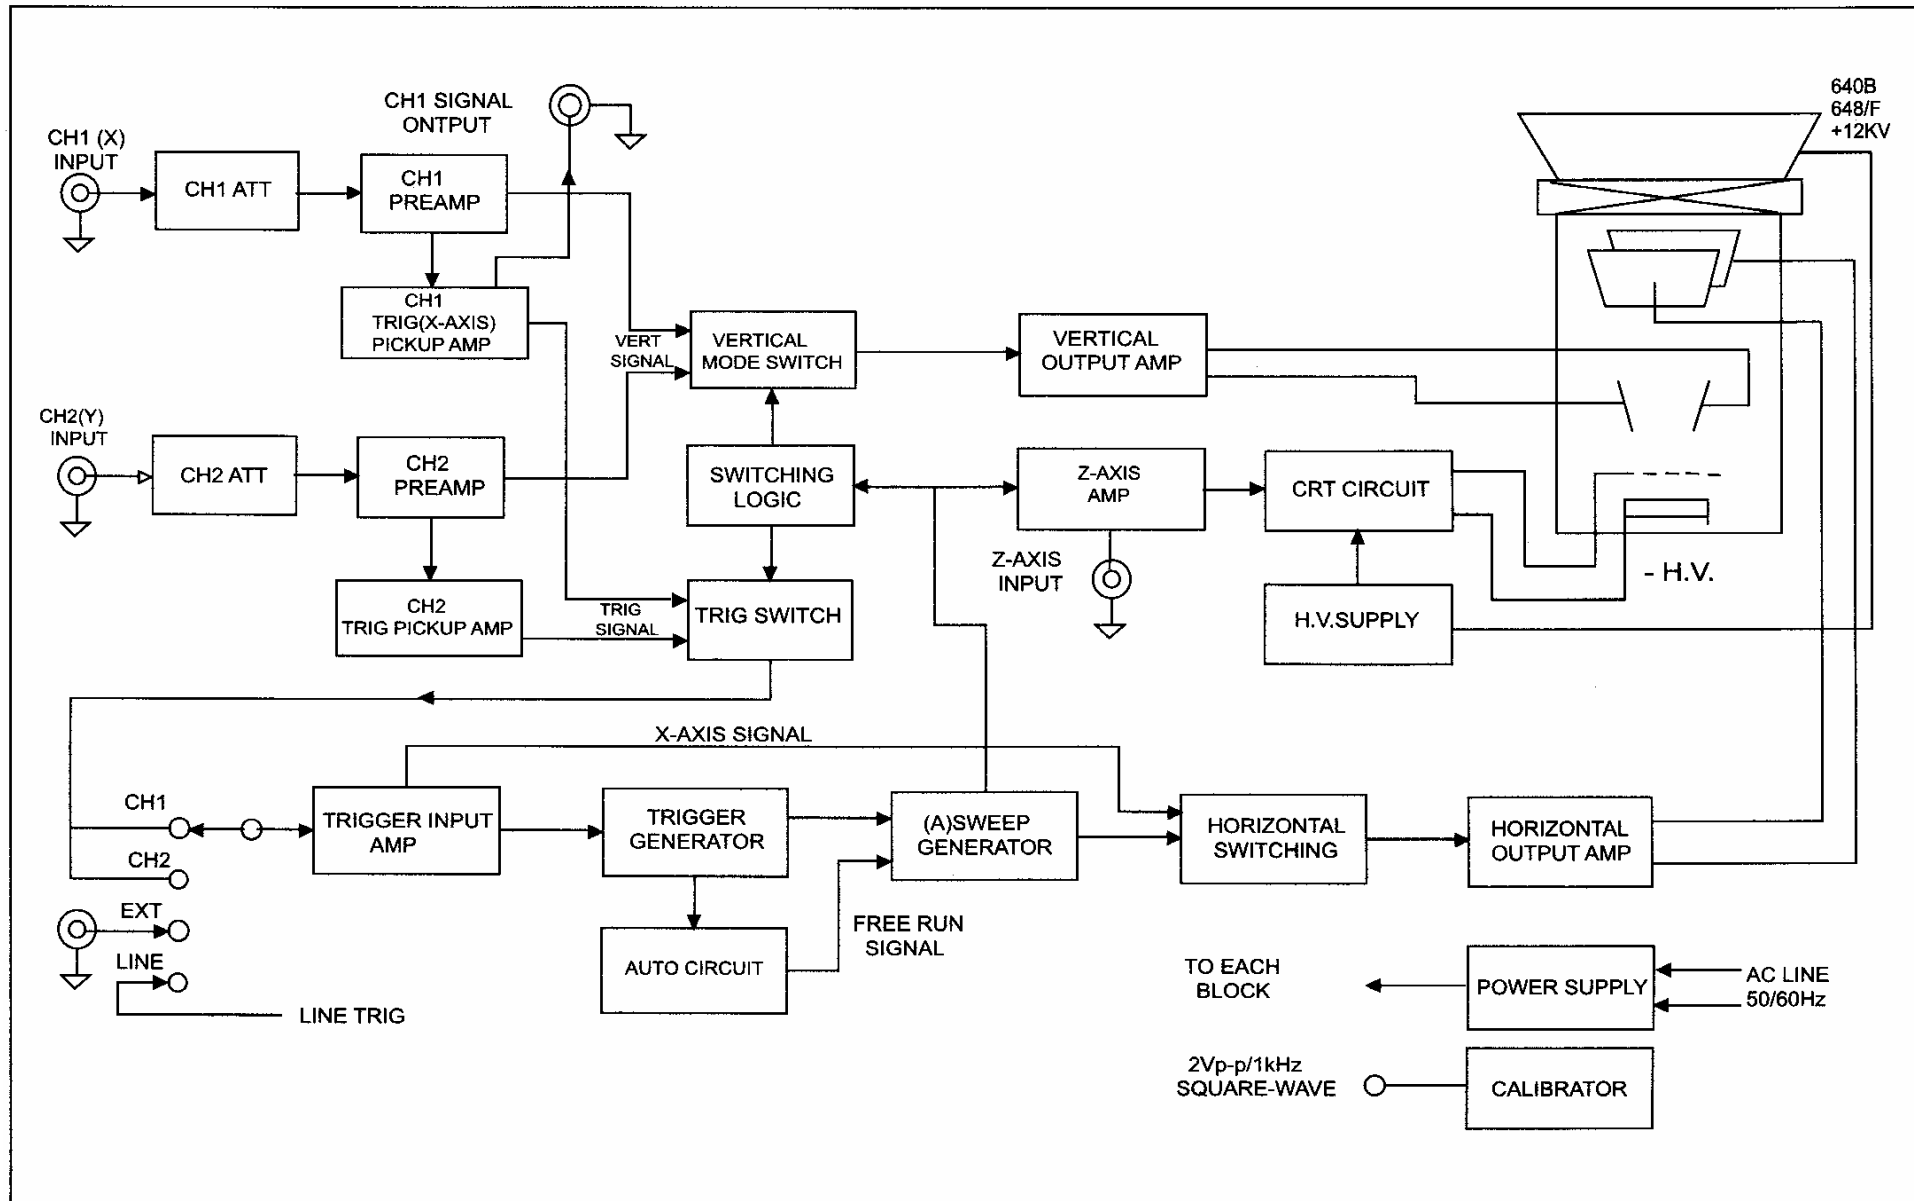 CH1 SIGNAL
ONTPUT
640B
648/F
+12KV
CH1 (X)
INPUT
CH1 ATT
CH1
PREAMP
CH1
TRIG(X-AXIS)
PICKUP AMP
VERT
SIGNAL
VERTICAL
MODE SWITCH
VERTICAL
OUTPUT AMP
CH2(Y)
INPUT
CH2 ATT
CH2
PREAMP
SWITCHING
LOGIC
Z-AXIS
AMP
CRT CIRCUIT
Z-AXIS
INPUT
- H.V.
CH2
TRIG PICKUP AMP
TRIG
SIGNAL
TRIG SWITCH
H.V.SUPPLY
X-AXIS SIGNAL
CH1
TRIGGER INPUT
AMP
TRIGGER
GENERATOR
(A)SWEEP
GENERATOR
HORIZONTAL
SWITCHING
HORIZONTAL
OUTPUT AMP
CH2
EXT
LINE
LINE TRIG
AUTO CIRCUIT
FREE RUN
SIGNAL
TO EACH
BLOCK
POWER SUPPLY
AC LINE
50/60Hz
2Vp-p/1kHz
SQUARE-WAVE
CALIBRATOR